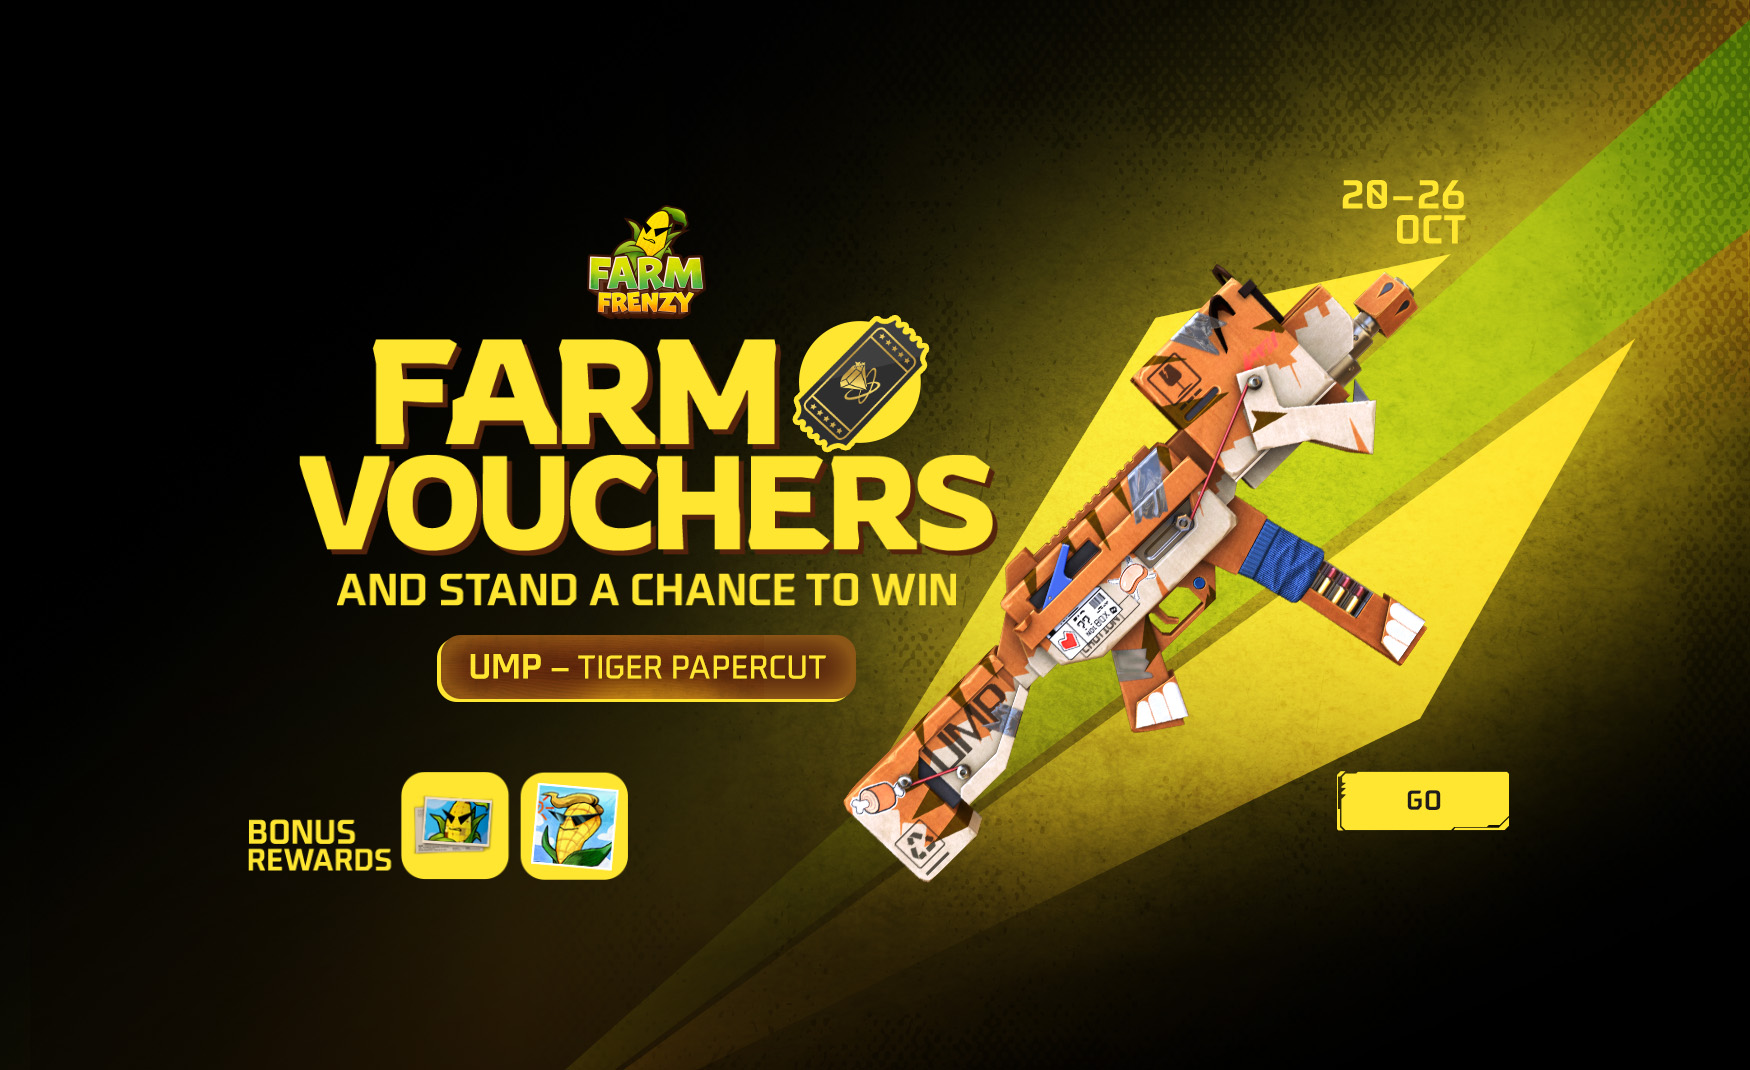 20–26
OCT
FARM
FRENZY
FARM
VOUCHERS
AND STAND A CHANCE TO WIN
UMP – TIGER PAPERCUT
UMP
BONUS
REWARDS
GO